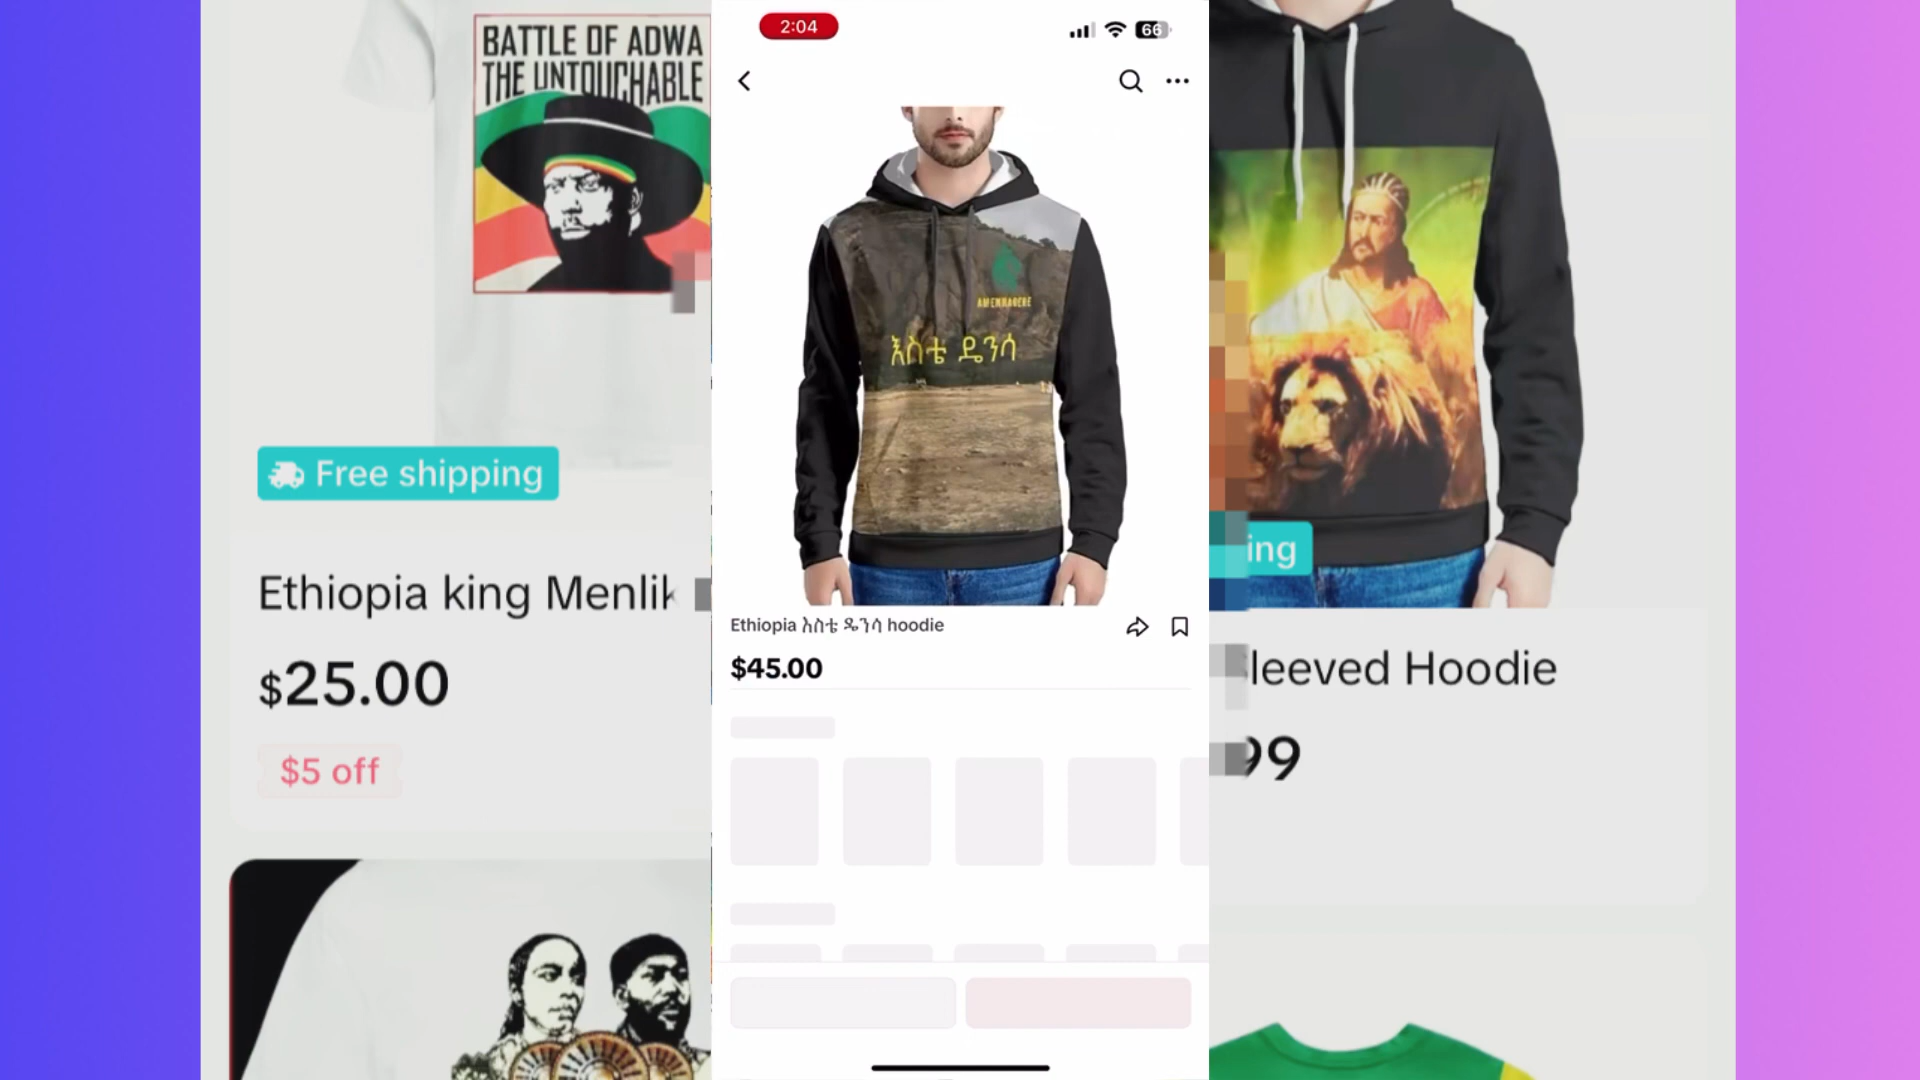 BATTLE OF ADWA
THE UNTOUCHABLE
Free shipping
Ethiopia king Menlik
$25.00
$5 off
2:04
66
AMENHAGERE
እስቴ ዴንሳ
Ethiopia እስቴ ዴንሳ hoodie
$45.00
ing
leeved Hoodie
99